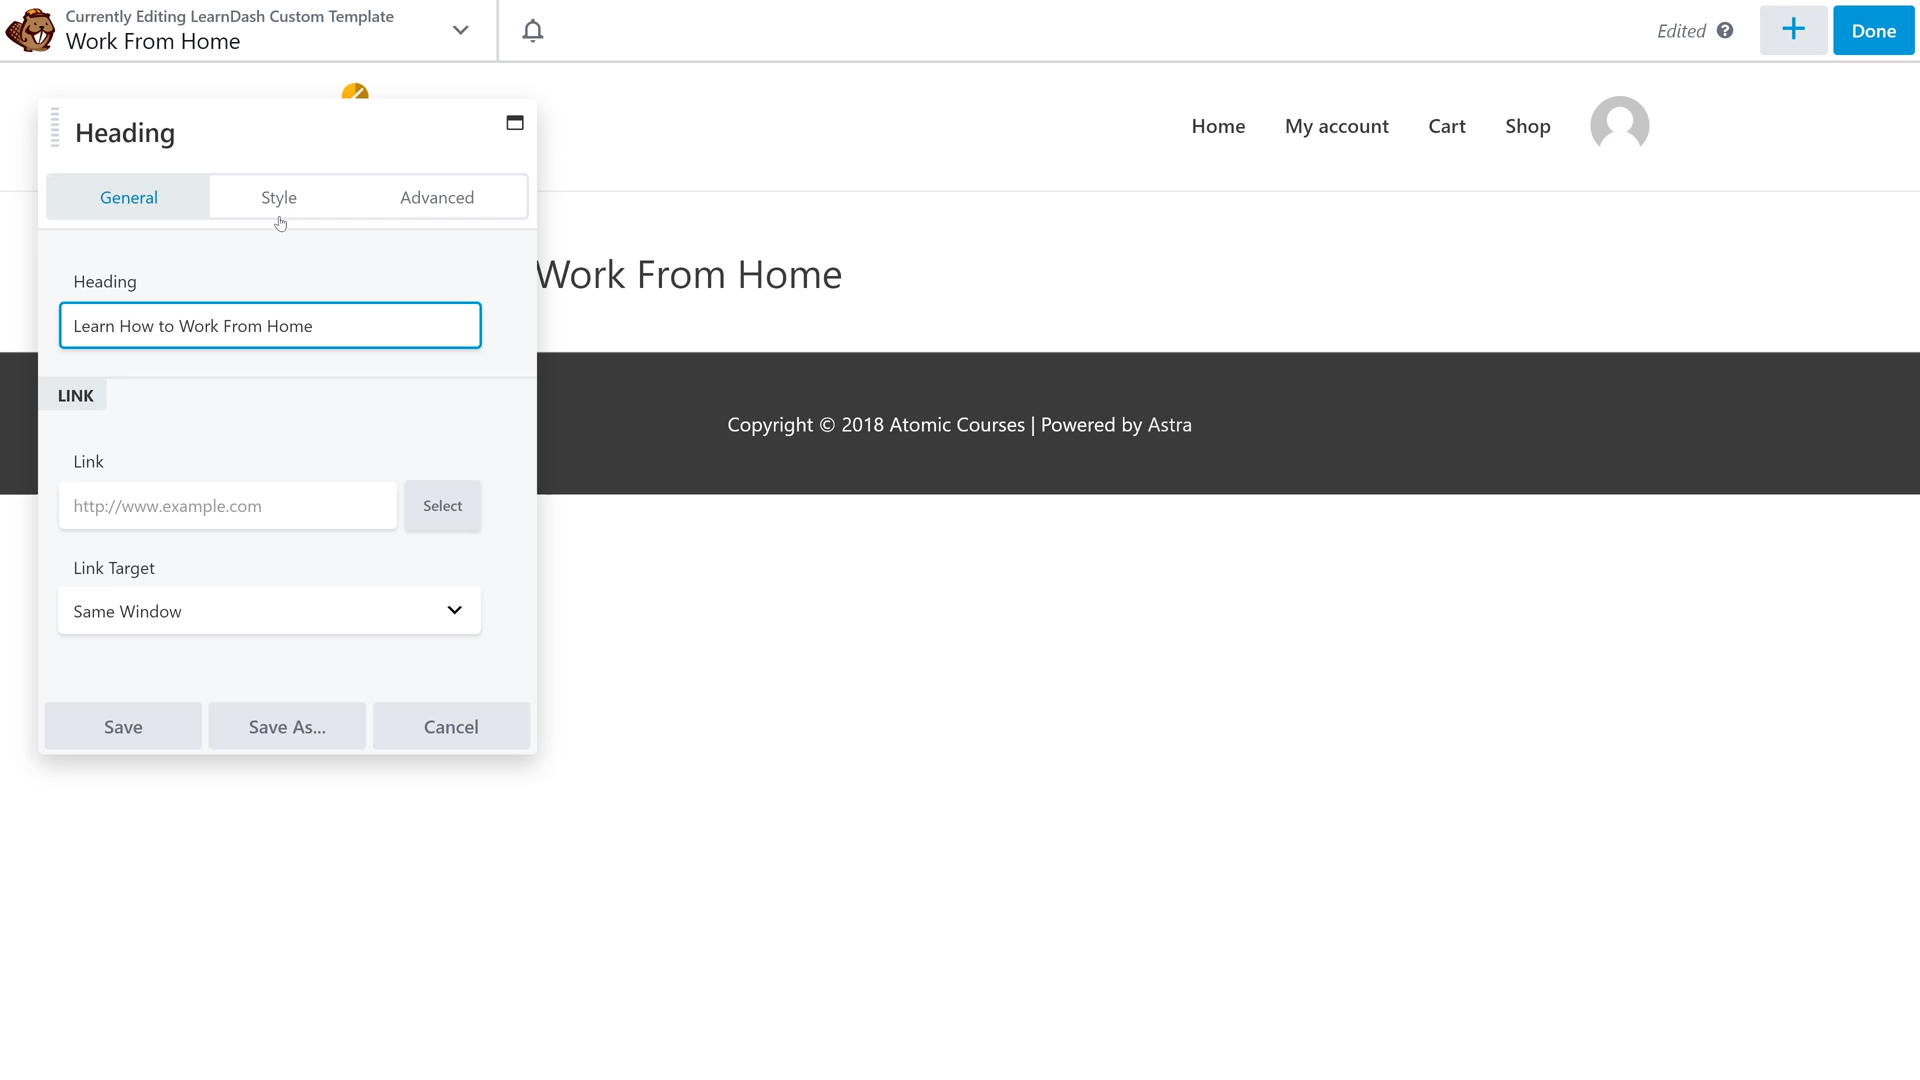 Currently Editing LearnDash Custom Template
Work From Home
Edited
Done
Heading
Home
My account
Cart
Shop
General
Style
Advanced
Work From Home
Heading
Learn How to Work From Home
LINK
Copyright © 2018 Atomic Courses | Powered by Astra
Link
http://www.example.com
Select
Link Target
Same Window
Save
Save As...
Cancel